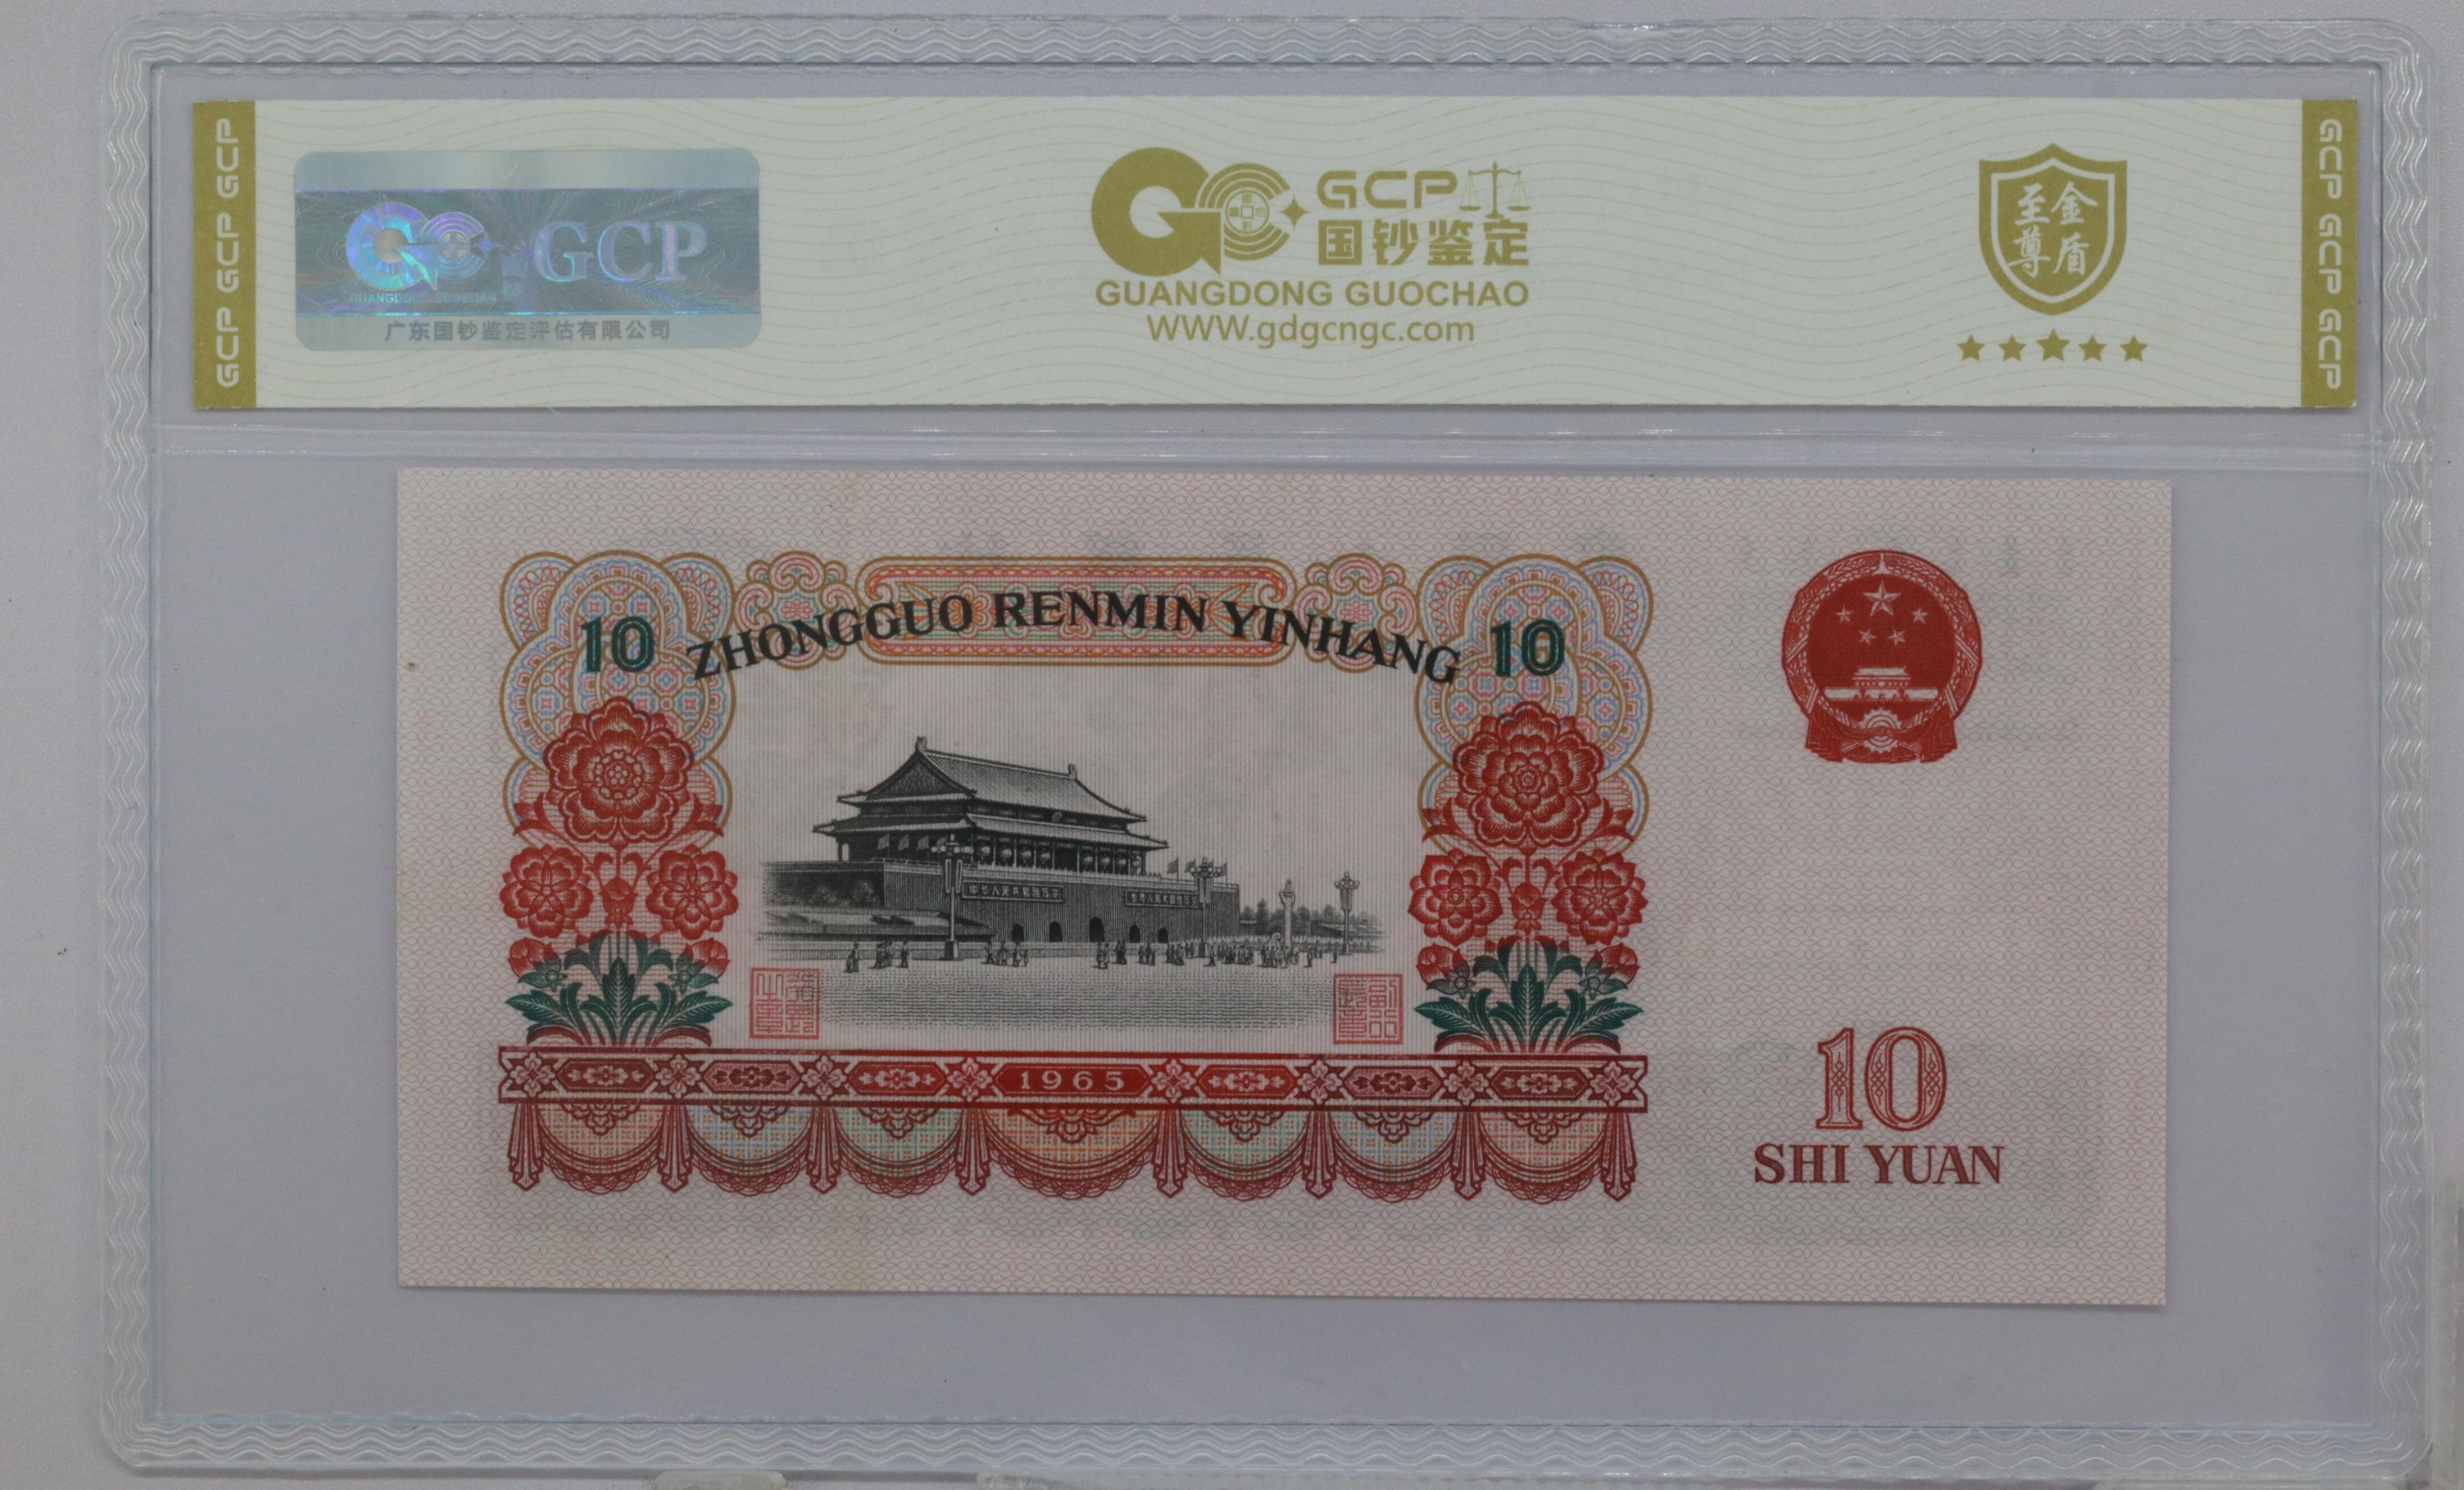 GCP GCP GCP
GCP
GUANGDONG GUOCHAO
广东国钞鉴定评估有限公司
GCP
国钞鉴定
GUANGDONG GUOCHAO
WWW.gdgcngc.com
至金
尊盾
GCP GCP GCP
ZHONGGUO RENMIN YINHANG
10
10
1965
10
SHI YUAN